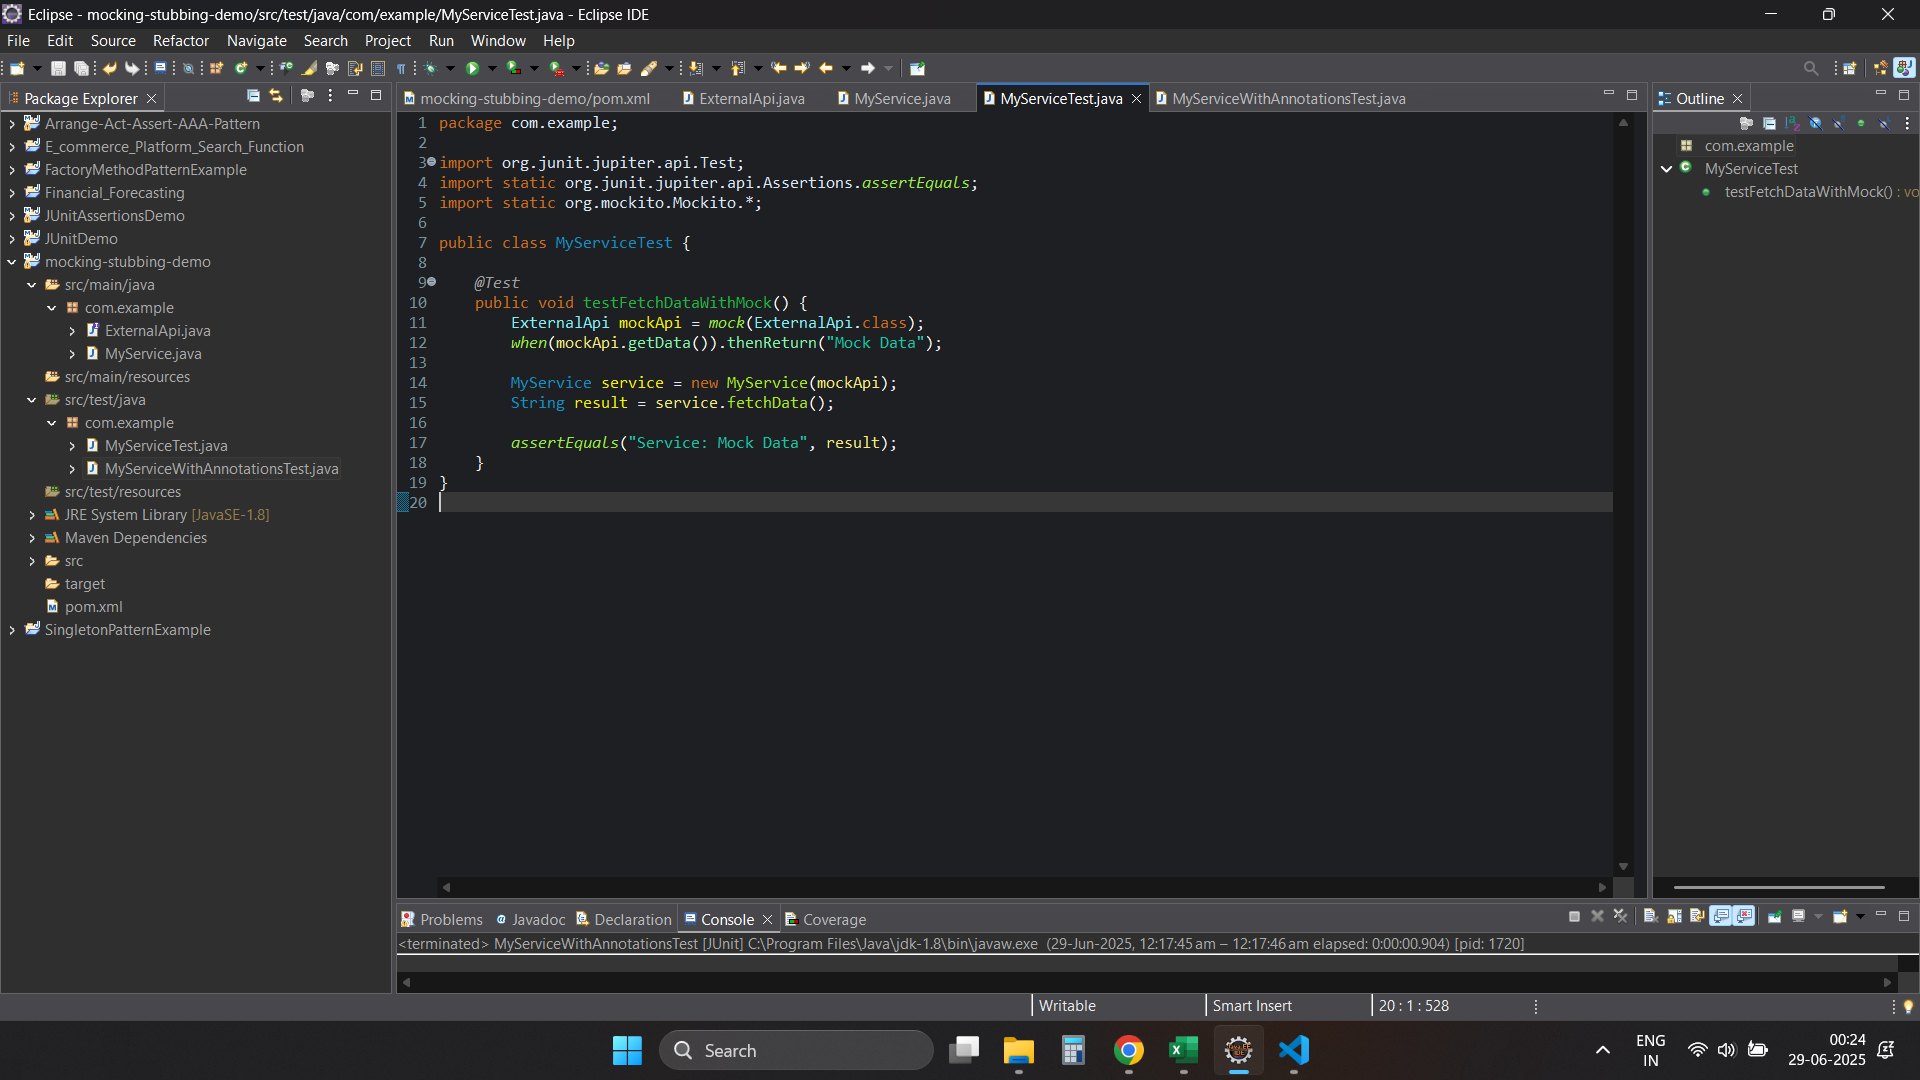 Eclipse - mocking-stubbing-demo/src/test/java/com/example/MyServiceTest.java - Eclipse IDE
File Edit Source Refactor Navigate Search Project Run Window Help
Package Explorer
Arrange-Act-Assert-AAA-Pattern
E_commerce_Platform_Search_Function
FactoryMethodPatternExample
Financial_Forecasting
JUnitAssertionsDemo
JUnitDemo
mocking-stubbing-demo
src/main/java
com.example
ExternalApi.java
MyService.java
src/main/resources
src/test/java
com.example
MyServiceTest.java
MyServiceWithAnnotationsTest.java
src/test/resources
JRE System Library [JavaSE-1.8]
Maven Dependencies
src
target
pom.xml
SingletonPatternExample
mocking-stubbing-demo/pom.xml ExternalApi.java MyService.java MyServiceTest.java MyServiceWithAnnotationsTest.java
1 package com.example;
2
3 import org.junit.jupiter.api.Test;
4 import static org.junit.jupiter.api.Assertions.assertEquals;
5 import static org.mockito.Mockito.*;
6
7 public class MyServiceTest {
8
9 @Test
10 public void testFetchDataWithMock() {
11 ExternalApi mockApi = mock(ExternalApi.class);
12 when(mockApi.getData()).thenReturn("Mock Data");
13
14 MyService service = new MyService(mockApi);
15 String result = service.fetchData();
16
17 assertEquals("Service: Mock Data", result);
18 }
19 }
20
Outline
com.example
MyServiceTest
testFetchDataWithMock() : vo
Problems Javadoc Declaration Console Coverage
<terminated> MyServiceWithAnnotationsTest [JUnit] C:\Program Files\Java\jdk-1.8\bin\javaw.exe (29-Jun-2025, 12:17:45 am – 12:17:46 am elapsed: 0:00:00.904) [pid: 1720]
Writable Smart Insert 20 : 1 : 528
Search
ENG
IN
00:24
29-06-2025